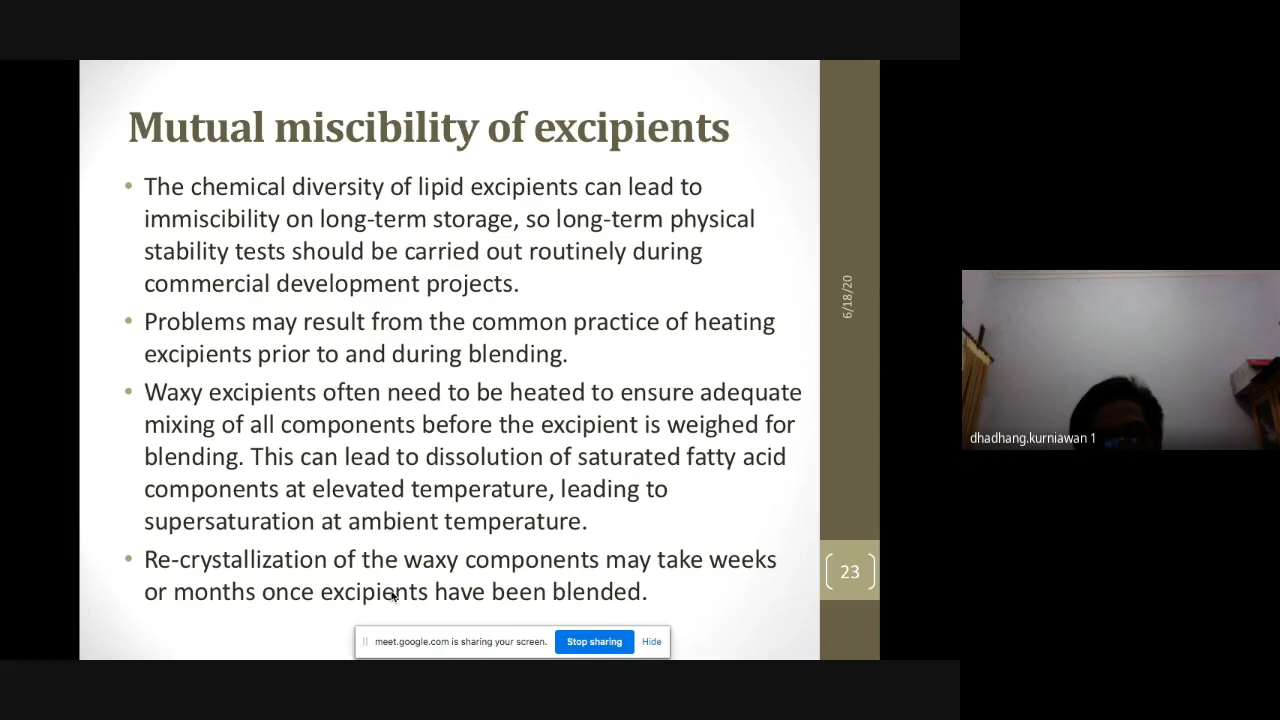 Mutual miscibility of excipients
• The chemical diversity of lipid excipients can lead to
immiscibility on long-term storage, so long-term physical
stability tests should be carried out routinely during
commercial development projects.
• Problems may result from the common practice of heating
excipients prior to and during blending.
• Waxy excipients often need to be heated to ensure adequate
mixing of all components before the excipient is weighed for
blending. This can lead to dissolution of saturated fatty acid
components at elevated temperature, leading to
supersaturation at ambient temperature.
• Re-crystallization of the waxy components may take weeks
or months once excipients have been blended.
6/18/20
23
meet.google.com is sharing your screen.
Stop sharing
Hide
dhadhang.kurniawan 1